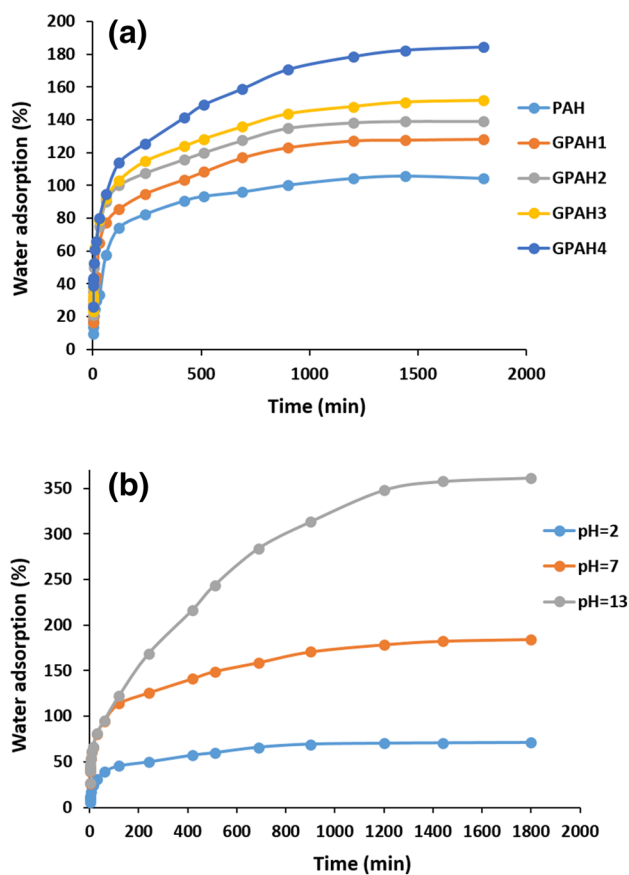 (a)
Water adsorption (%)
200
180
160
140
120
100
80
60
40
20
0
0 500 1000 1500 2000
Time (min)
PAH
GPAH1
GPAH2
GPAH3
GPAH4
(b)
Water adsorption (%)
350
300
250
200
150
100
50
0
0 200 400 600 800 1000 1200 1400 1600 1800 2000
Time (min)
pH=2
pH=7
pH=13